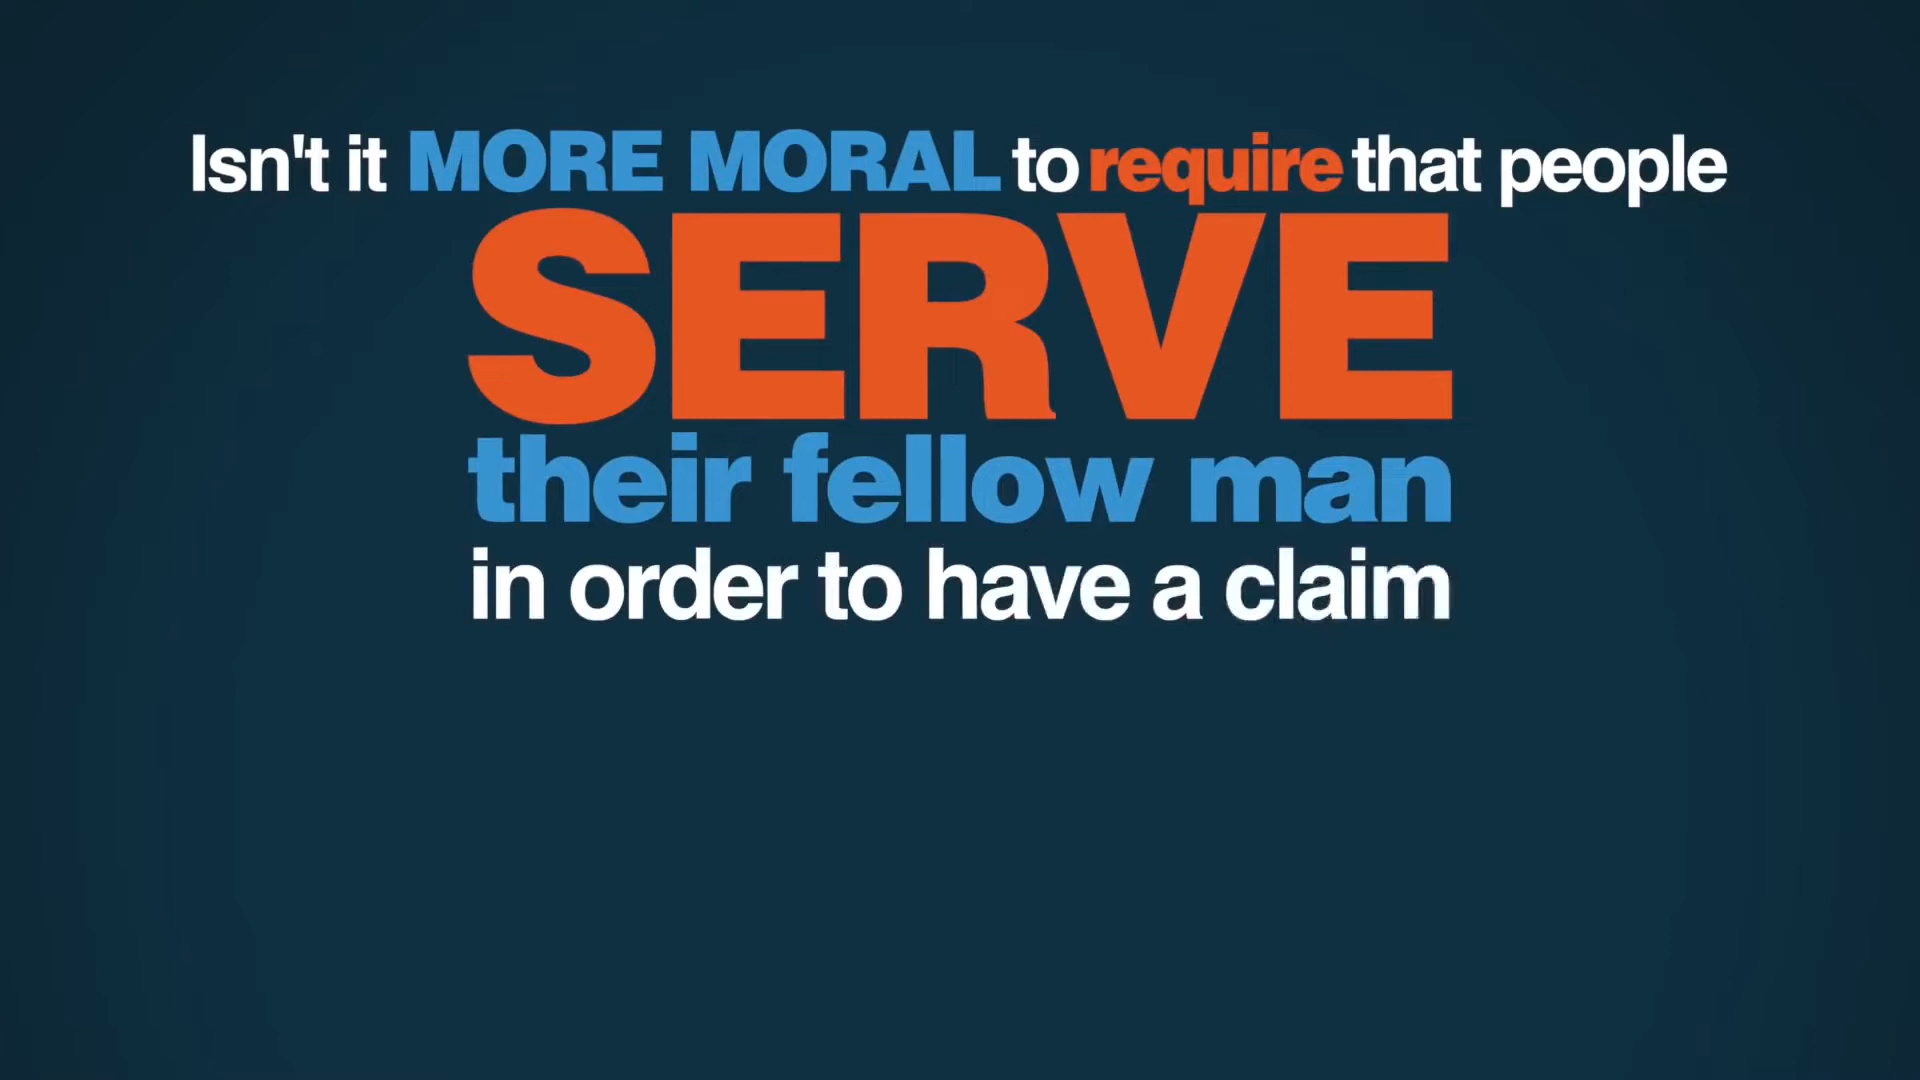 Isn't it MORE MORAL to require that people
SERVE
their fellow man
in order to have a claim